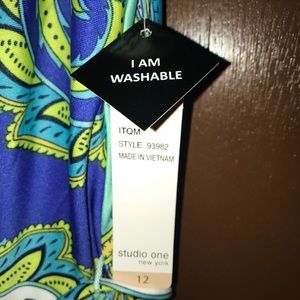 I AM
WASHABLE
ITQM
STYLE 93982
MADE IN VIETNAM
studio one
new york
12